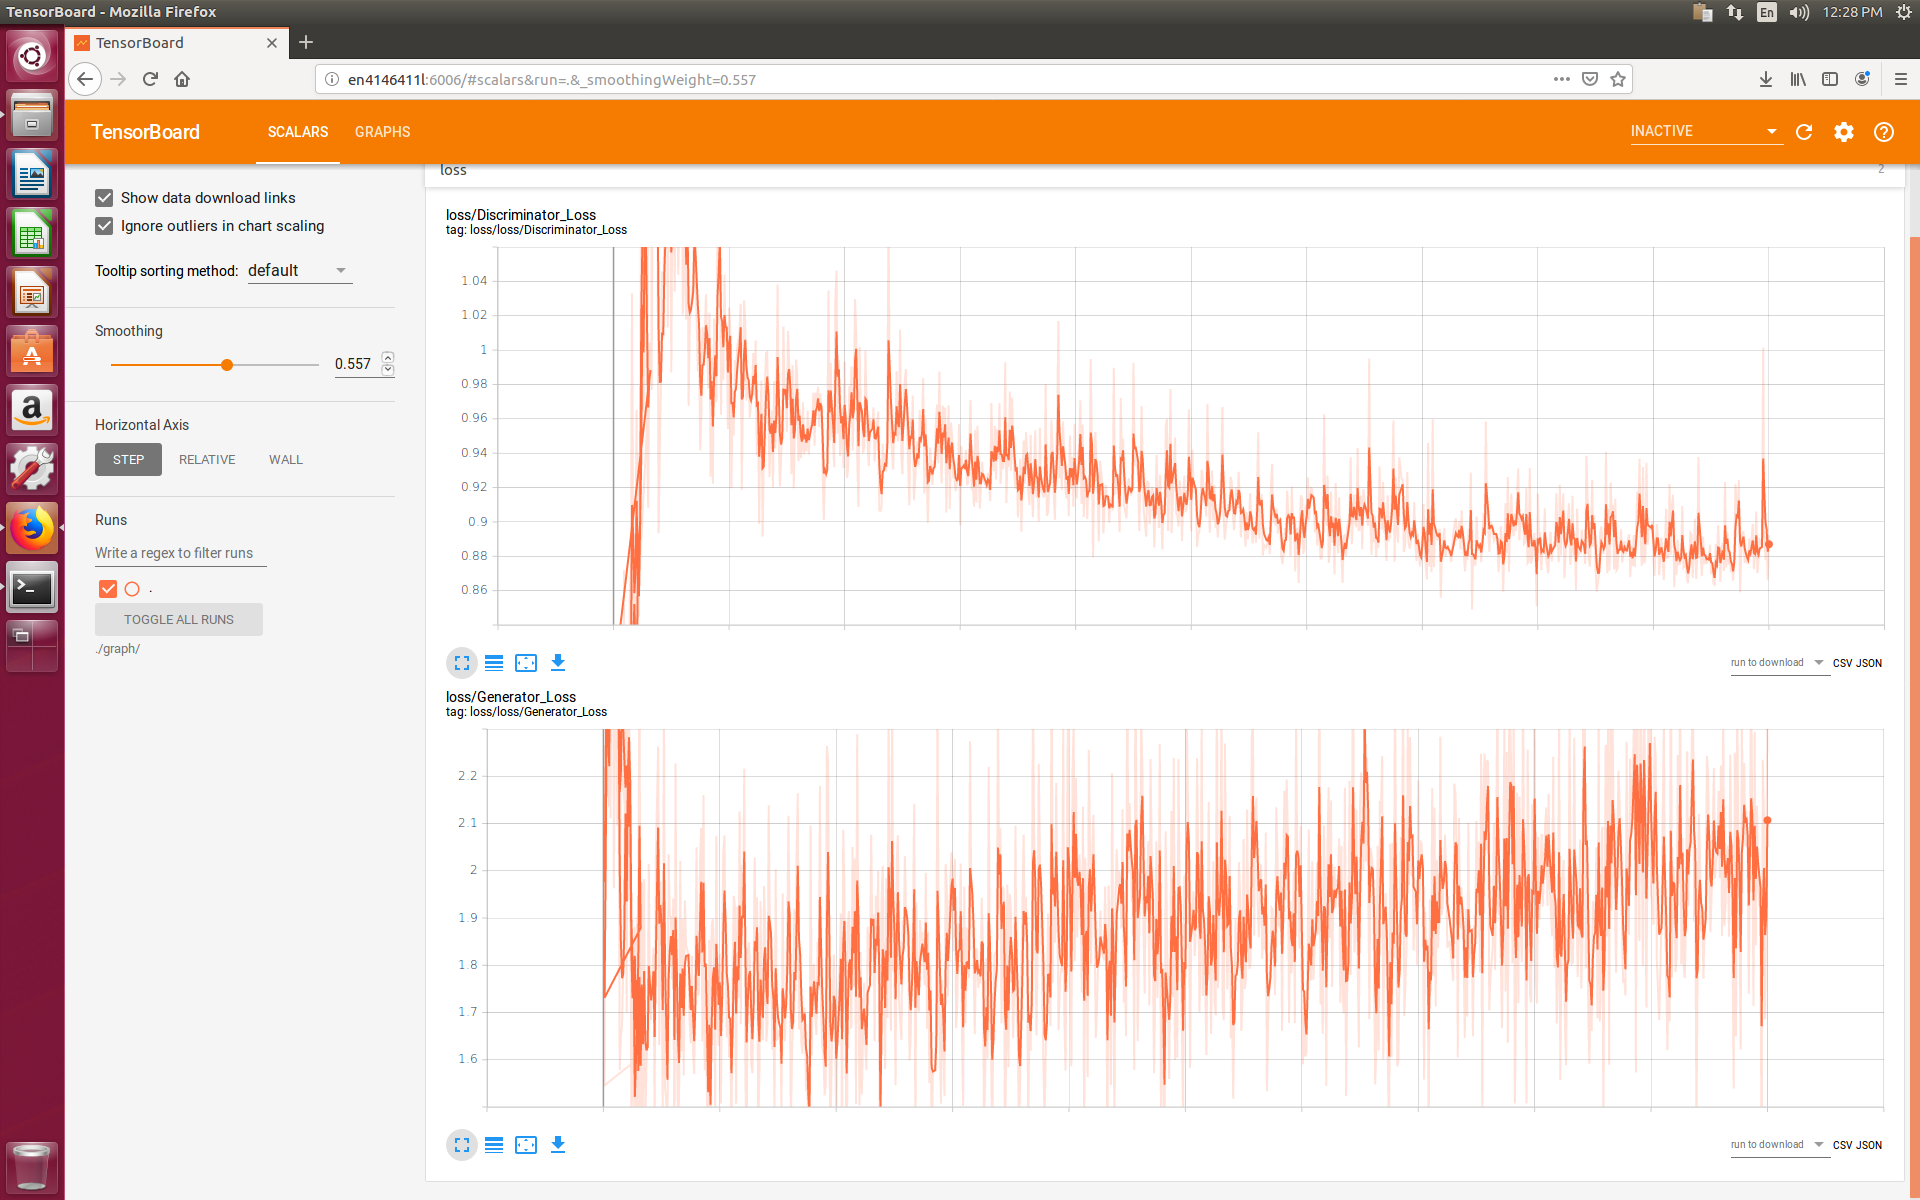 TensorBoard - Mozilla Firefox
En
12:28 PM
TensorBoard
en4146411l:6006/#scalars&run=.&_smoothingWeight=0.557
TensorBoard
SCALARS
GRAPHS
INACTIVE
loss
2
Show data download links
Ignore outliers in chart scaling
Tooltip sorting method: default
Smoothing
0.557
Horizontal Axis
STEP
RELATIVE
WALL
Runs
Write a regex to filter runs
.
TOGGLE ALL RUNS
./graph/
loss/Discriminator_Loss
tag: loss/loss/Discriminator_Loss
1.04
1.02
1
0.98
0.96
0.94
0.92
0.9
0.88
0.86
run to download
CSV JSON
loss/Generator_Loss
tag: loss/loss/Generator_Loss
2.2
2.1
2
1.9
1.8
1.7
1.6
run to download
CSV JSON